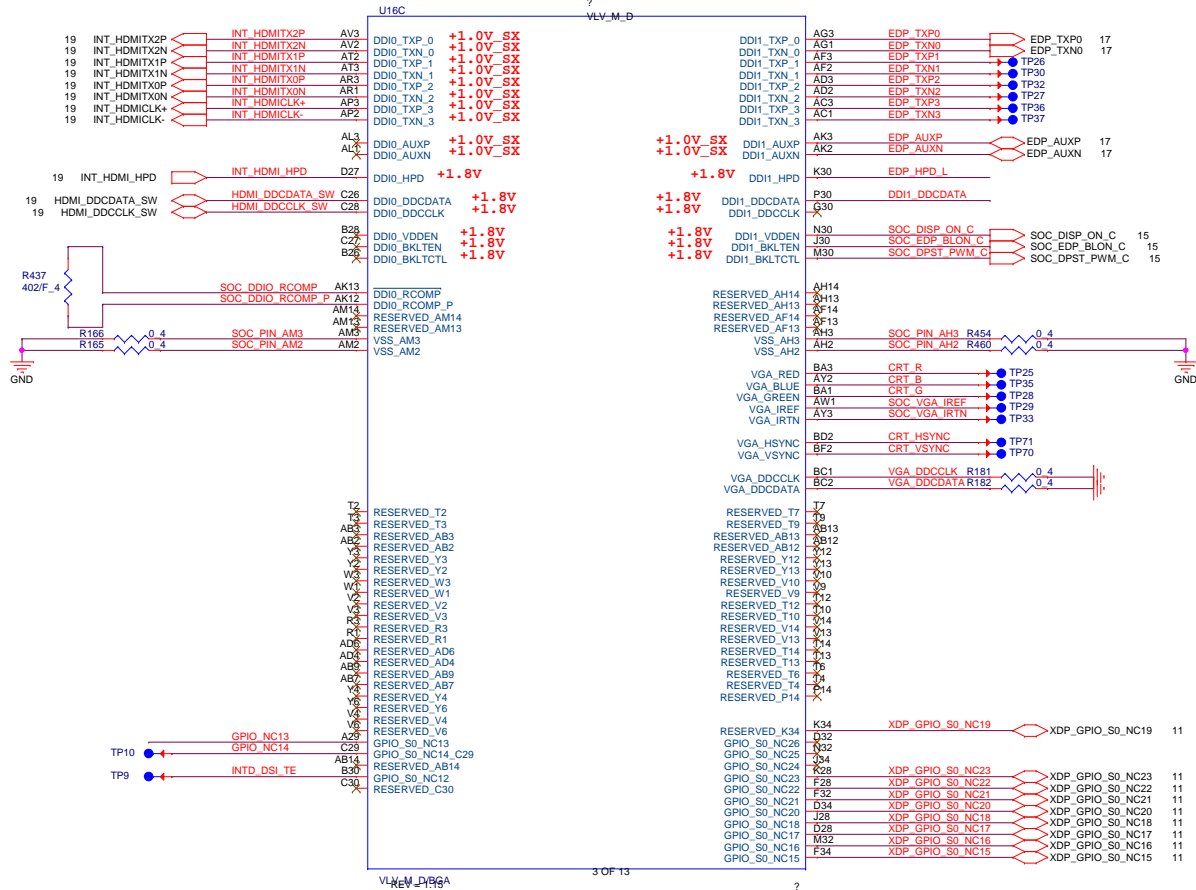 ?
U16C
VLV_M_D
19 INT_HDMITX2P INT_HDMITX2P AV3 DDI0_TXP_0 +1.0V_SX
19 INT_HDMITX2N INT_HDMITX2N AV2 DDI0_TXN_0 +1.0V_SX
19 INT_HDMITX1P INT_HDMITX1P AT2 DDI0_TXP_1 +1.0V_SX
19 INT_HDMITX1N INT_HDMITX1N AT3 DDI0_TXN_1 +1.0V_SX
19 INT_HDMITX0P INT_HDMITX0P AR3 DDI0_TXP_2 +1.0V_SX
19 INT_HDMITX0N INT_HDMITX0N AR1 DDI0_TXN_2 +1.0V_SX
19 INT_HDMICLK+ INT_HDMICLK+ AP3 DDI0_TXP_3 +1.0V_SX
19 INT_HDMICLK- INT_HDMICLK- AP2 DDI0_TXN_3 +1.0V_SX
AL3 DDI0_AUXP +1.0V_SX
AL1 DDI0_AUXN +1.0V_SX
19 INT_HDMI_HPD INT_HDMI_HPD D27 DDI0_HPD +1.8V
19 HDMI_DDCDATA_SW HDMI_DDCDATA_SW C26 DDI0_DDCDATA +1.8V
19 HDMI_DDCCLK_SW HDMI_DDCCLK_SW C28 DDI0_DDCCLK +1.8V
B28 DDI0_VDDEN +1.8V
C27 DDI0_BKLTEN +1.8V
B26 DDI0_BKLTCTL +1.8V
R437
402/F_4
SOC_DDIO_RCOMP AK13 DDI0_RCOMP
SOC_DDIO_RCOMP_P AK12 DDI0_RCOMP_P
AM14 RESERVED_AM14
AM13 RESERVED_AM13
R166 0_4 SOC_PIN_AM3 AM3 VSS_AM3
R165 0_4 SOC_PIN_AM2 AM2 VSS_AM2
GND
T2 RESERVED_T2
T3 RESERVED_T3
AB3 RESERVED_AB3
AB2 RESERVED_AB2
Y3 RESERVED_Y3
Y2 RESERVED_Y2
W3 RESERVED_W3
W1 RESERVED_W1
V2 RESERVED_V2
V3 RESERVED_V3
R3 RESERVED_R3
R1 RESERVED_R1
AD6 RESERVED_AD6
AD4 RESERVED_AD4
AB9 RESERVED_AB9
AB7 RESERVED_AB7
Y4 RESERVED_Y4
Y6 RESERVED_Y6
V4 RESERVED_V4
V6 RESERVED_V6
GPIO_NC13 A29 GPIO_S0_NC13
TP10 GPIO_NC14 C29 GPIO_S0_NC14_C29
AB14 RESERVED_AB14
TP9 INTD_DSI_TE B30 GPIO_S0_NC12
C30 RESERVED_C30
DDI1_TXP_0 AG3 EDP_TXP0 EDP_TXP0 17
DDI1_TXN_0 AG1 EDP_TXN0 EDP_TXN0 17
DDI1_TXP_1 AF3 EDP_TXP1 TP26
DDI1_TXN_1 AF2 EDP_TXN1 TP30
DDI1_TXP_2 AD3 EDP_TXP2 TP32
DDI1_TXN_2 AD2 EDP_TXN2 TP27
DDI1_TXP_3 AC3 EDP_TXP3 TP36
DDI1_TXN_3 AC1 EDP_TXN3 TP37
+1.0V_SX DDI1_AUXP AK3 EDP_AUXP EDP_AUXP 17
+1.0V_SX DDI1_AUXN AK2 EDP_AUXN EDP_AUXN 17
+1.8V DDI1_HPD K30 EDP_HPD_L
+1.8V DDI1_DDCDATA P30 DDI1_DDCDATA
+1.8V DDI1_DDCCLK G30
+1.8V DDI1_VDDEN N30 SOC_DISP_ON_C SOC_DISP_ON_C 15
+1.8V DDI1_BKLTEN J30 SOC_EDP_BLON_C SOC_EDP_BLON_C 15
+1.8V DDI1_BKLTCTL M30 SOC_DPST_PWM_C SOC_DPST_PWM_C 15
RESERVED_AH14 AH14
RESERVED_AH13 AH13
RESERVED_AF14 AF14
RESERVED_AF13 AF13
VSS_AH3 AH3 SOC_PIN_AH3 R454 0_4
VSS_AH2 AH2 SOC_PIN_AH2 R460 0_4
GND
VGA_RED BA3 CRT_R TP25
VGA_BLUE AY2 CRT_B TP35
VGA_GREEN BA1 CRT_G TP28
VGA_IREF AW1 SOC_VGA_IREF TP29
VGA_IRTN AY3 SOC_VGA_IRTN TP33
VGA_HSYNC BD2 CRT_HSYNC TP71
VGA_VSYNC BF2 CRT_VSYNC TP70
VGA_DDCCLK BC1 VGA_DDCCLK R181 0_4
VGA_DDCDATA BC2 VGA_DDCDATA R182 0_4
RESERVED_T7 T7
RESERVED_T9 T9
RESERVED_AB13 AB13
RESERVED_AB12 AB12
RESERVED_Y12 Y12
RESERVED_Y13 Y13
RESERVED_V10 V10
RESERVED_V9 V9
RESERVED_T12 T12
RESERVED_T10 T10
RESERVED_V14 V14
RESERVED_V13 V13
RESERVED_T14 T14
RESERVED_T13 T13
RESERVED_T6 T6
RESERVED_T4 T4
RESERVED_P14 P14
RESERVED_K34 K34 XDP_GPIO_S0_NC19 XDP_GPIO_S0_NC19 11
GPIO_S0_NC26 D32
GPIO_S0_NC25 N32
GPIO_S0_NC24 J34
GPIO_S0_NC23 K28 XDP_GPIO_S0_NC23 XDP_GPIO_S0_NC23 11
GPIO_S0_NC22 F28 XDP_GPIO_S0_NC22 XDP_GPIO_S0_NC22 11
GPIO_S0_NC21 F32 XDP_GPIO_S0_NC21 XDP_GPIO_S0_NC21 11
GPIO_S0_NC20 D34 XDP_GPIO_S0_NC20 XDP_GPIO_S0_NC20 11
GPIO_S0_NC18 J28 XDP_GPIO_S0_NC18 XDP_GPIO_S0_NC18 11
GPIO_S0_NC17 D28 XDP_GPIO_S0_NC17 XDP_GPIO_S0_NC17 11
GPIO_S0_NC16 M32 XDP_GPIO_S0_NC16 XDP_GPIO_S0_NC16 11
GPIO_S0_NC15 F34 XDP_GPIO_S0_NC15 XDP_GPIO_S0_NC15 11
3 OF 13
VLV_M_D/BGA
REV = 1.15
?